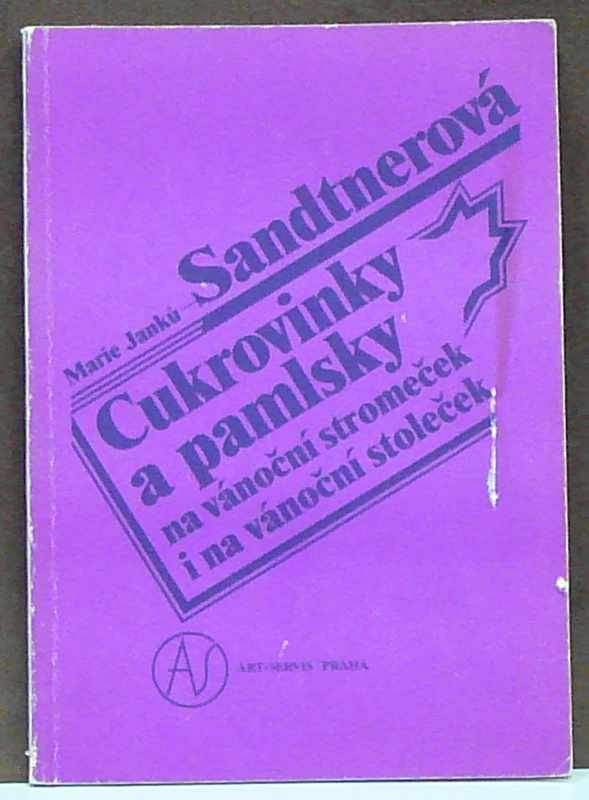 Marie Janků-Sandtnerová
Cukrovinky
a pamlsky
na vánoční stromeček
i na vánoční stoleček
AS
ART-SERVIS PRAHA